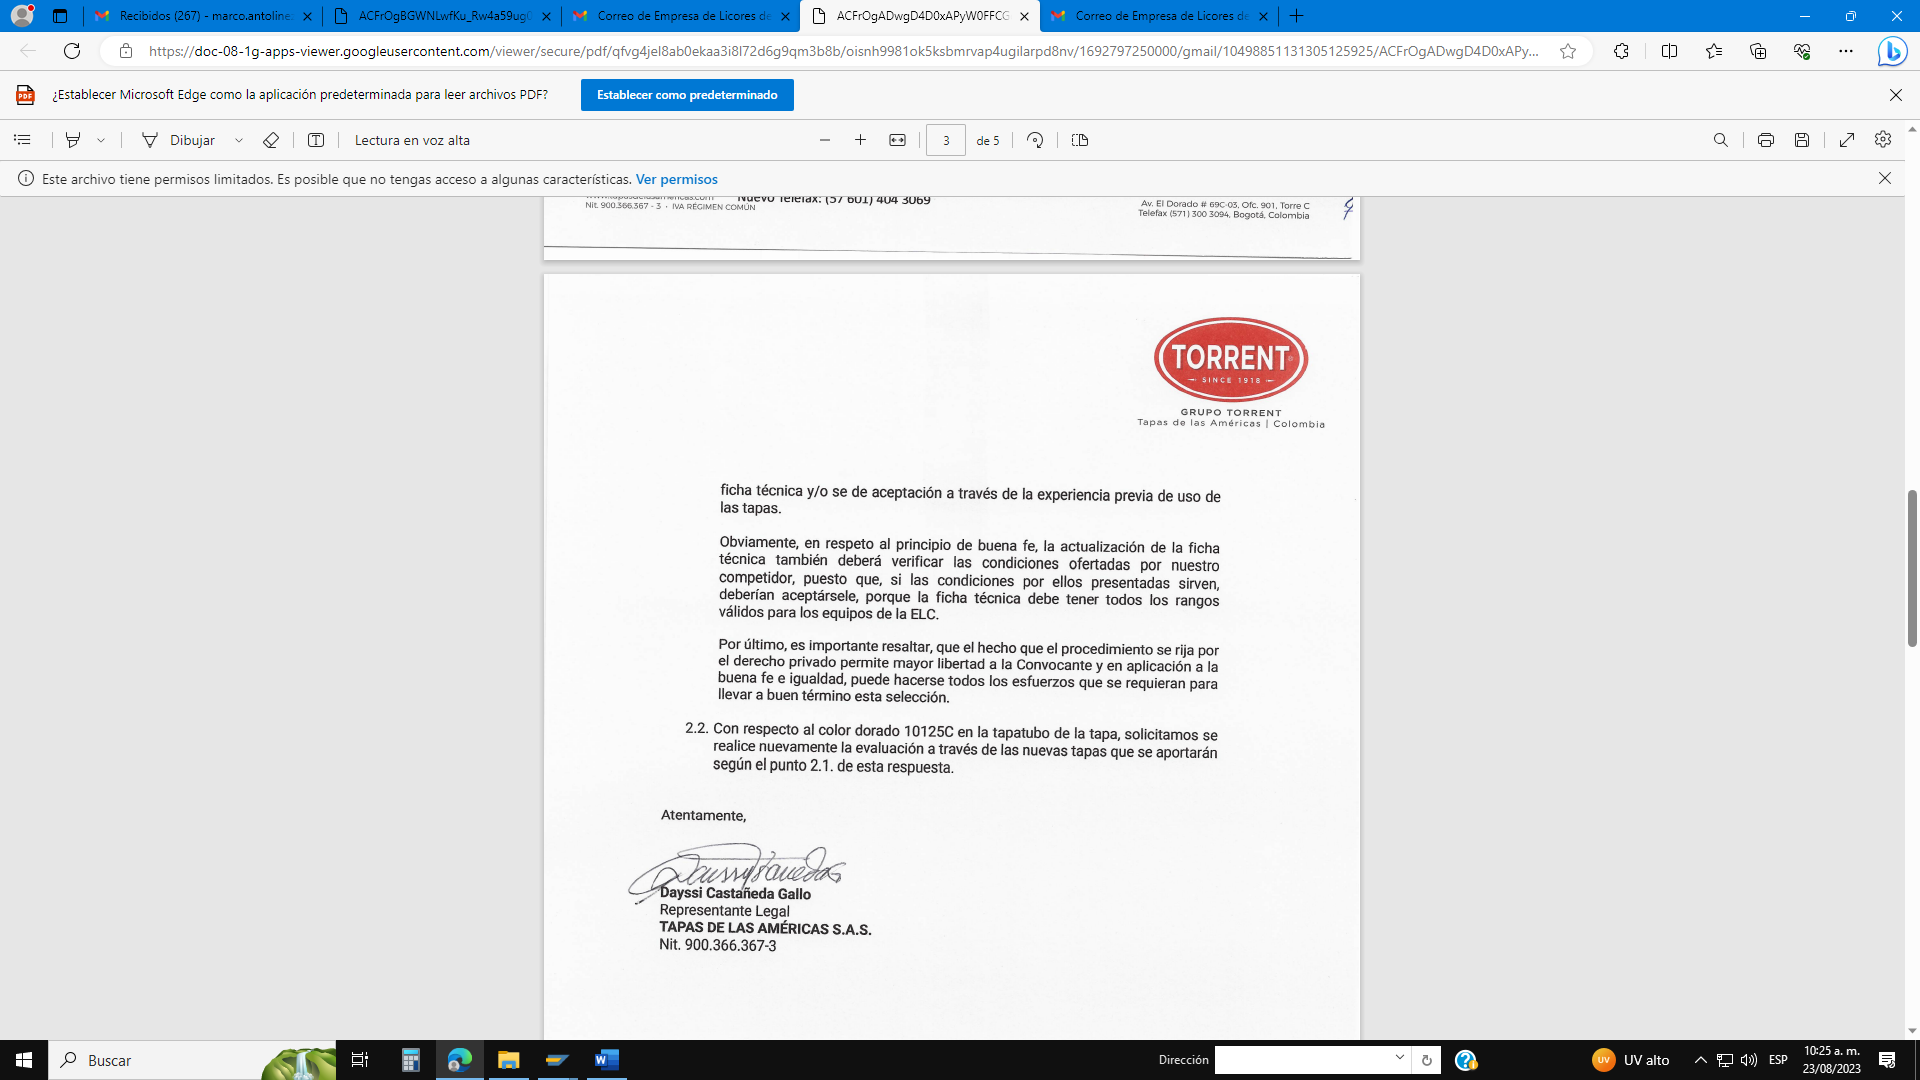 Recibidos (267) - marco.antoline
ACFrOgBGWNLwfKu_Rw4a59ug
Correo de Empresa de Licores de
ACFrOgADwgD4D0xAPyW0FFCG
Correo de Empresa de Licores de
https://doc-08-1g-apps-viewer.googleusercontent.com/viewer/secure/pdf/qfvg4jel8ab0ekaa3i8l72d6g9qm3b8b/oisnh9981ok5ksbmrvap4ugilarpd8nv/1692797250000/gmail/10498851131305125925/ACFrOgADwgD4D0xAPy...
¿Establecer Microsoft Edge como la aplicación predeterminada para leer archivos PDF?
Establecer como predeterminado
Dibujar
Lectura en voz alta
3 de 5
Este archivo tiene permisos limitados. Es posible que no tengas acceso a algunas características. Ver permisos
Nuevo Telefax: (57 601) 404 3069
Nit. 900.366.367 - 3 • IVA RÉGIMEN COMÚN
Av. El Dorado # 69C-03, Ofc. 901, Torre C
Telefax (571) 300 3094, Bogotá, Colombia
TORRENT
SINCE 1918
GRUPO TORRENT
Tapas de las Américas | Colombia
ficha técnica y/o se de aceptación a través de la experiencia previa de uso de
las tapas.
Obviamente, en respeto al principio de buena fe, la actualización de la ficha
técnica también deberá verificar las condiciones ofertadas por nuestro
competidor, puesto que, si las condiciones por ellos presentadas sirven,
deberían aceptársele, porque la ficha técnica debe tener todos los rangos
válidos para los equipos de la ELC.
Por último, es importante resaltar, que el hecho que el procedimiento se rija por
el derecho privado permite mayor libertad a la Convocante y en aplicación a la
buena fe e igualdad, puede hacerse todos los esfuerzos que se requieran para
llevar a buen término esta selección.
2.2. Con respecto al color dorado 10125C en la tapatubo de la tapa, solicitamos se
realice nuevamente la evaluación a través de las nuevas tapas que se aportarán
según el punto 2.1. de esta respuesta.
Atentamente,
Dayssi Castañeda Gallo
Representante Legal
TAPAS DE LAS AMÉRICAS S.A.S.
Nit. 900.366.367-3
Buscar
Dirección
UV
UV alto
ESP
10:25 a. m.
23/08/2023